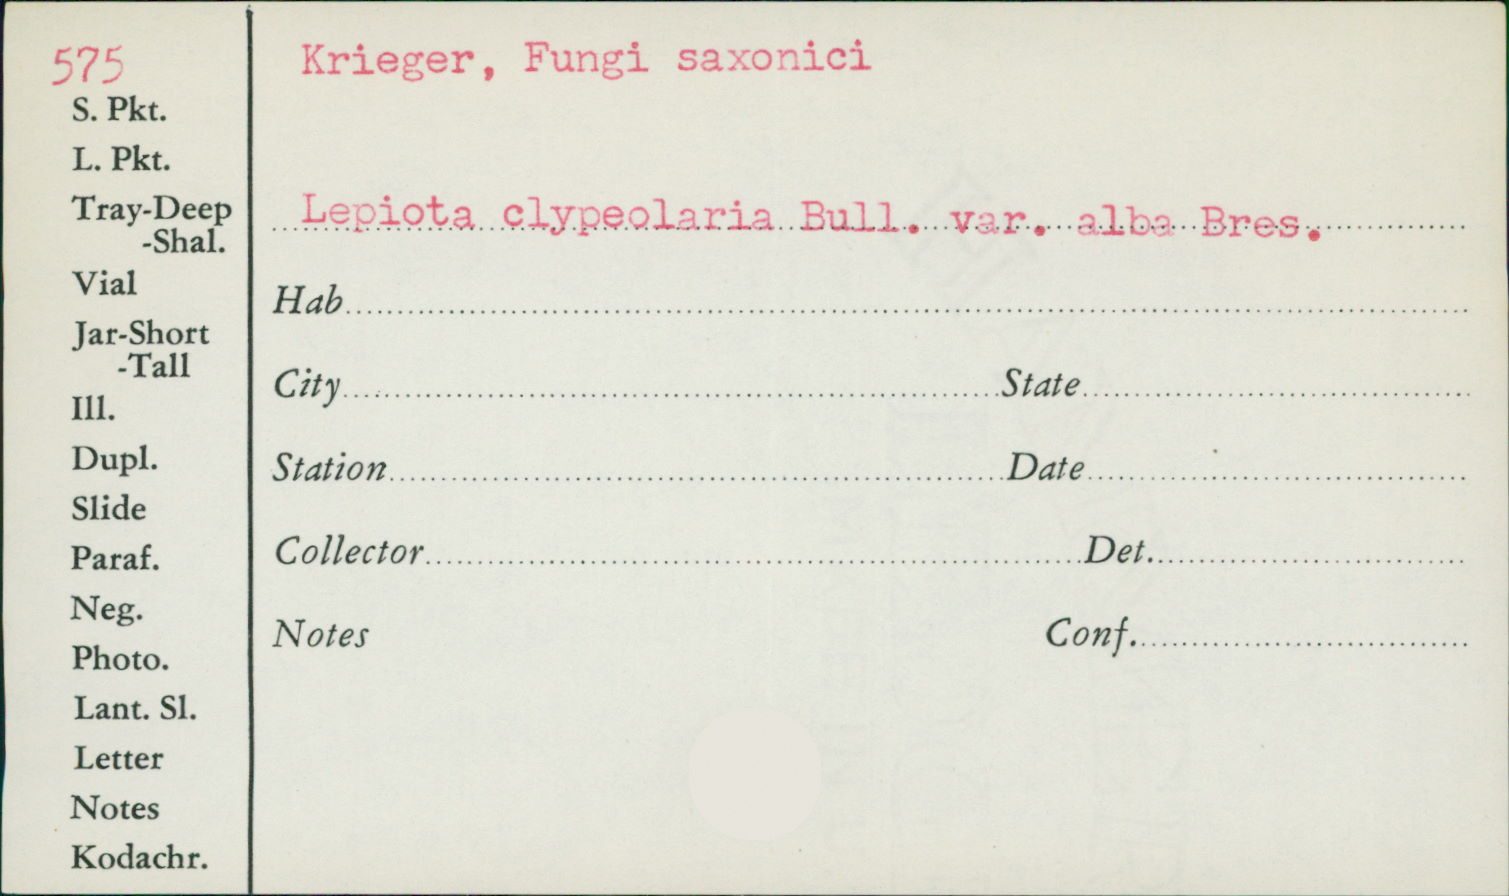 575
S. Pkt.
L. Pkt.
Tray-Deep
-Shal.
Vial
Jar-Short
-Tall
Ill.
Dupl.
Slide
Paraf.
Neg.
Photo.
Lant. Sl.
Letter
Notes
Kodachr.
Krieger, Fungi saxonici
Lepiota clypeolaria Bull. var. alba Bres.
Hab
City State
Station Date
Collector Det.
Notes Conf.